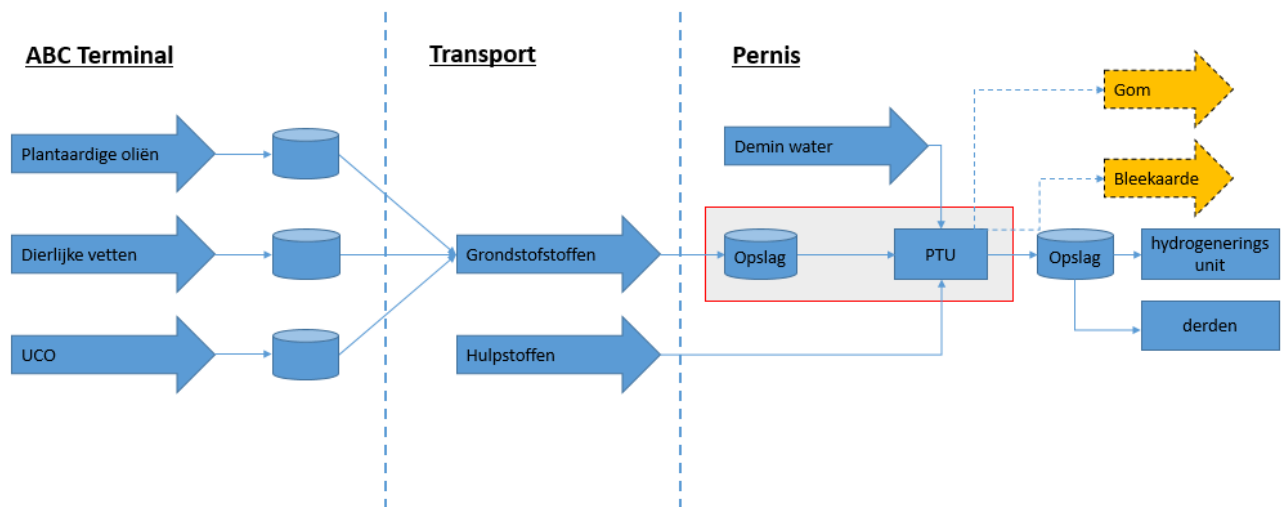 ABC Terminal
Transport
Pernis
Gom
Plantaardige oliën
Demin water
Bleekaarde
Dierlijke vetten
Grondstofstoffen
Opslag
PTU
Opslag
hydrogenerings
unit
derden
UCO
Hulpstoffen